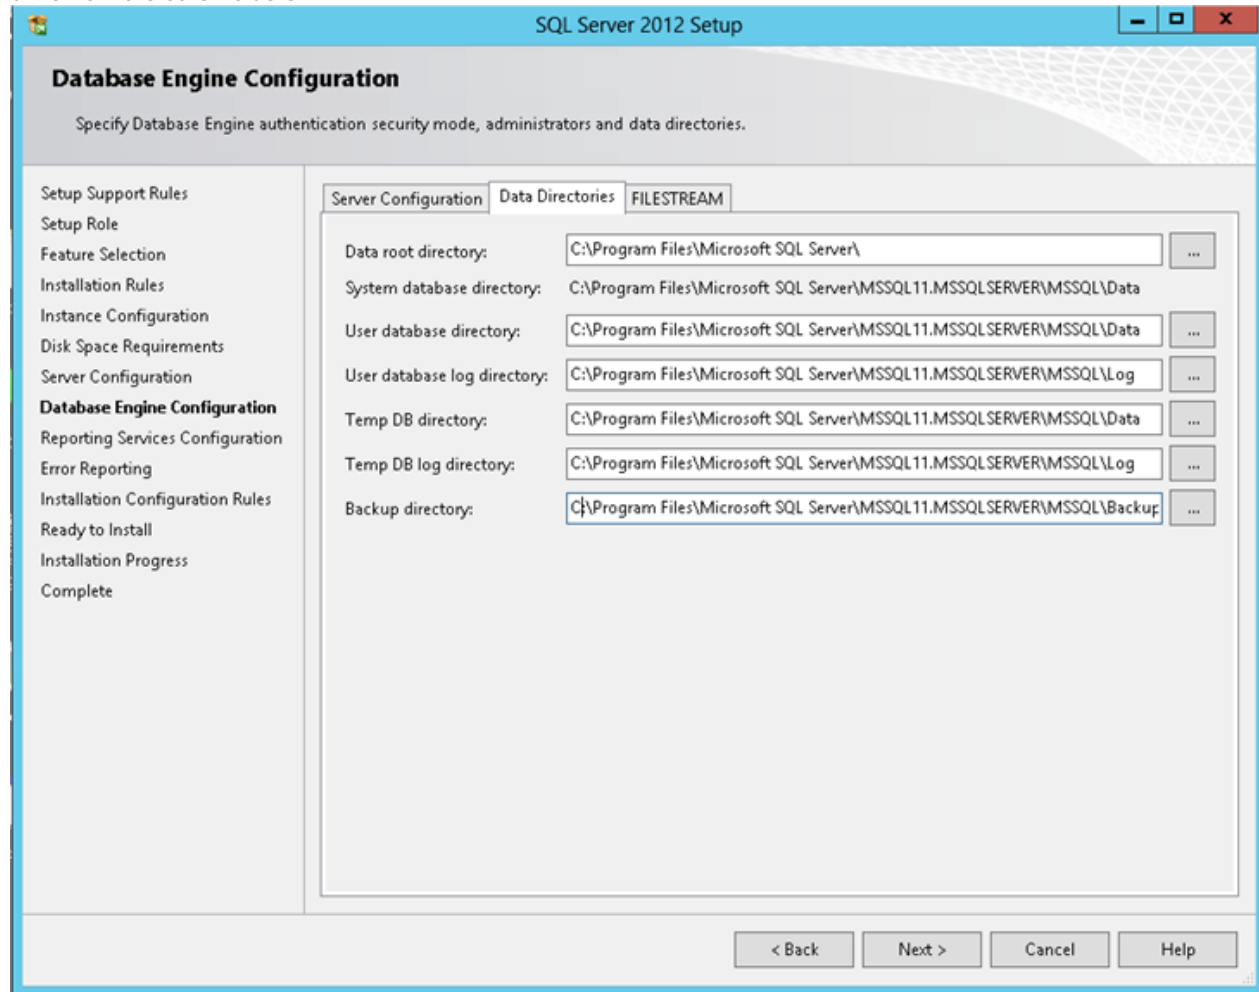 SQL Server 2012 Setup
Database Engine Configuration
Specify Database Engine authentication security mode, administrators and data directories.
Setup Support Rules
Setup Role
Feature Selection
Installation Rules
Instance Configuration
Disk Space Requirements
Server Configuration
Database Engine Configuration
Reporting Services Configuration
Error Reporting
Installation Configuration Rules
Ready to Install
Installation Progress
Complete
Server Configuration Data Directories FILESTREAM
Data root directory: C:\Program Files\Microsoft SQL Server\ ...
System database directory: C:\Program Files\Microsoft SQL Server\MSSQL11.MSSQLSERVER\MSSQL\Data
User database directory: C:\Program Files\Microsoft SQL Server\MSSQL11.MSSQLSERVER\MSSQL\Data ...
User database log directory: C:\Program Files\Microsoft SQL Server\MSSQL11.MSSQLSERVER\MSSQL\Log ...
Temp DB directory: C:\Program Files\Microsoft SQL Server\MSSQL11.MSSQLSERVER\MSSQL\Data ...
Temp DB log directory: C:\Program Files\Microsoft SQL Server\MSSQL11.MSSQLSERVER\MSSQL\Log ...
Backup directory: C:\Program Files\Microsoft SQL Server\MSSQL11.MSSQLSERVER\MSSQL\Backup ...
< Back Next > Cancel Help